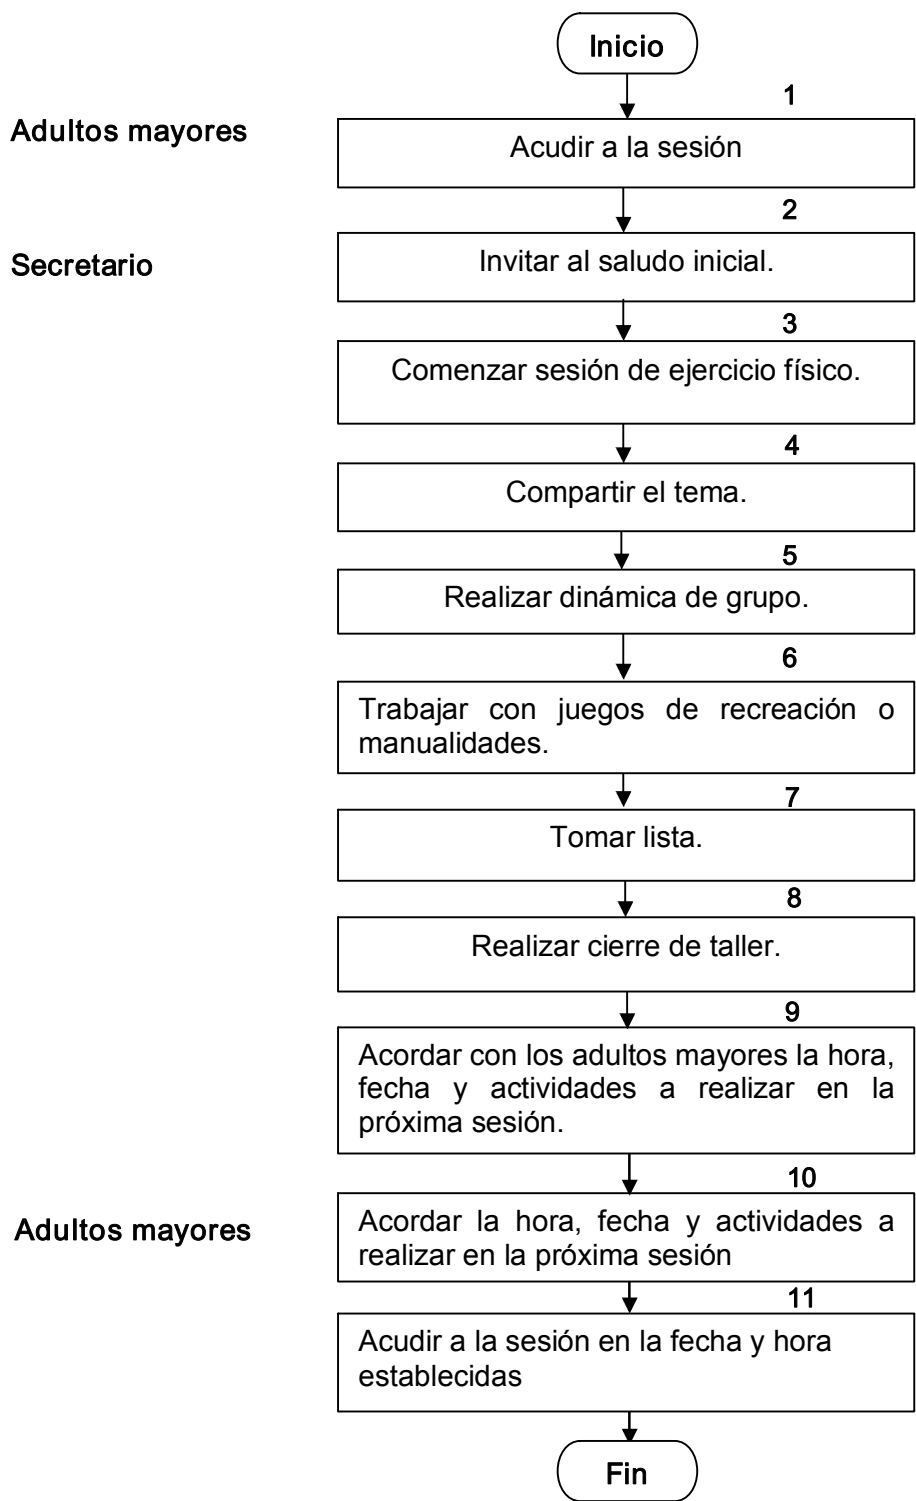 Inicio
1
Adultos mayores
Acudir a la sesión
2
Secretario
Invitar al saludo inicial.
3
Comenzar sesión de ejercicio físico.
4
Compartir el tema.
5
Realizar dinámica de grupo.
6
Trabajar con juegos de recreación o
manualidades.
7
Tomar lista.
8
Realizar cierre de taller.
9
Acordar con los adultos mayores la hora,
fecha y actividades a realizar en la
próxima sesión.
10
Adultos mayores
Acordar la hora, fecha y actividades a
realizar en la próxima sesión
11
Acudir a la sesión en la fecha y hora
establecidas
Fin